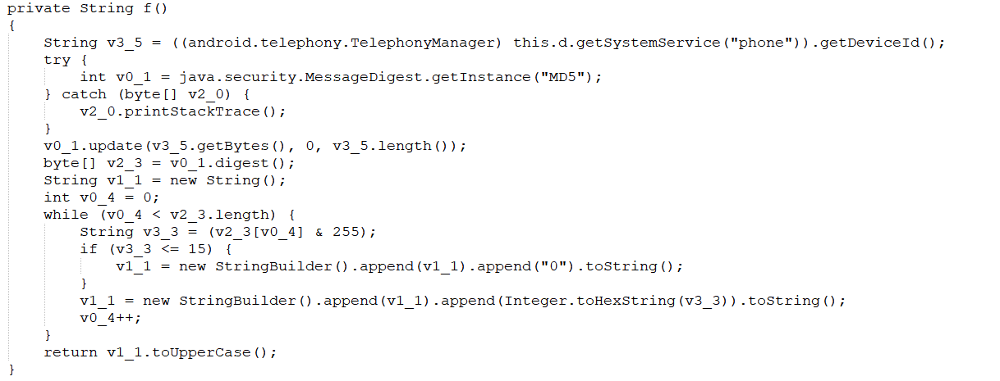 private String f()
{
    String v3_5 = ((android.telephony.TelephonyManager) this.d.getSystemService("phone")).getDeviceId();
    try {
        int v0_1 = java.security.MessageDigest.getInstance("MD5");
    } catch (byte[] v2_0) {
        v2_0.printStackTrace();
    }
    v0_1.update(v3_5.getBytes(), 0, v3_5.length());
    byte[] v2_3 = v0_1.digest();
    String v1_1 = new String();
    int v0_4 = 0;
    while (v0_4 < v2_3.length) {
        String v3_3 = (v2_3[v0_4] & 255);
        if (v3_3 <= 15) {
            v1_1 = new StringBuilder().append(v1_1).append("0").toString();
        }
        v1_1 = new StringBuilder().append(v1_1).append(Integer.toHexString(v3_3)).toString();
        v0_4++;
    }
    return v1_1.toUpperCase();
}